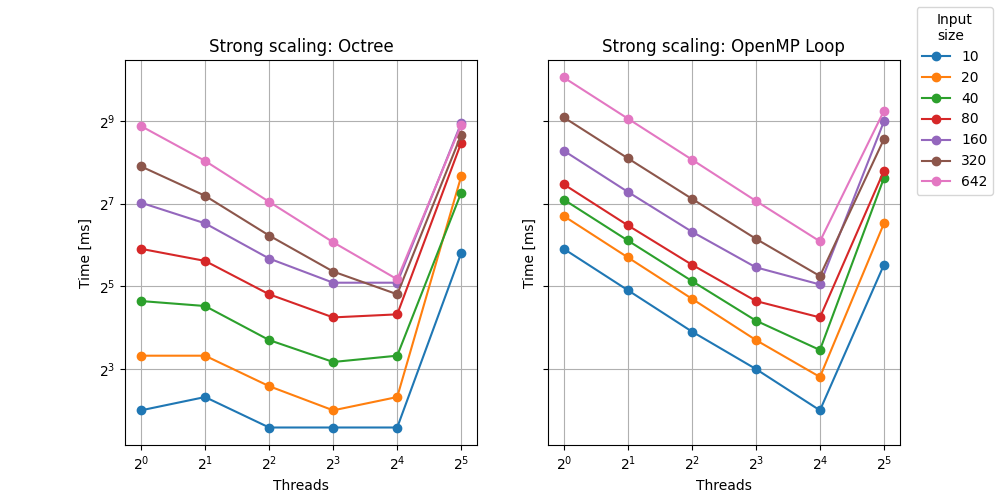 Strong scaling: Octree
Time [ms]
2⁹
2⁷
2⁵
2³
2⁰ 2¹ 2² 2³ 2⁴ 2⁵
Threads
Strong scaling: OpenMP Loop
Time [ms]
2⁰ 2¹ 2² 2³ 2⁴ 2⁵
Threads
Input
size
10
20
40
80
160
320
642